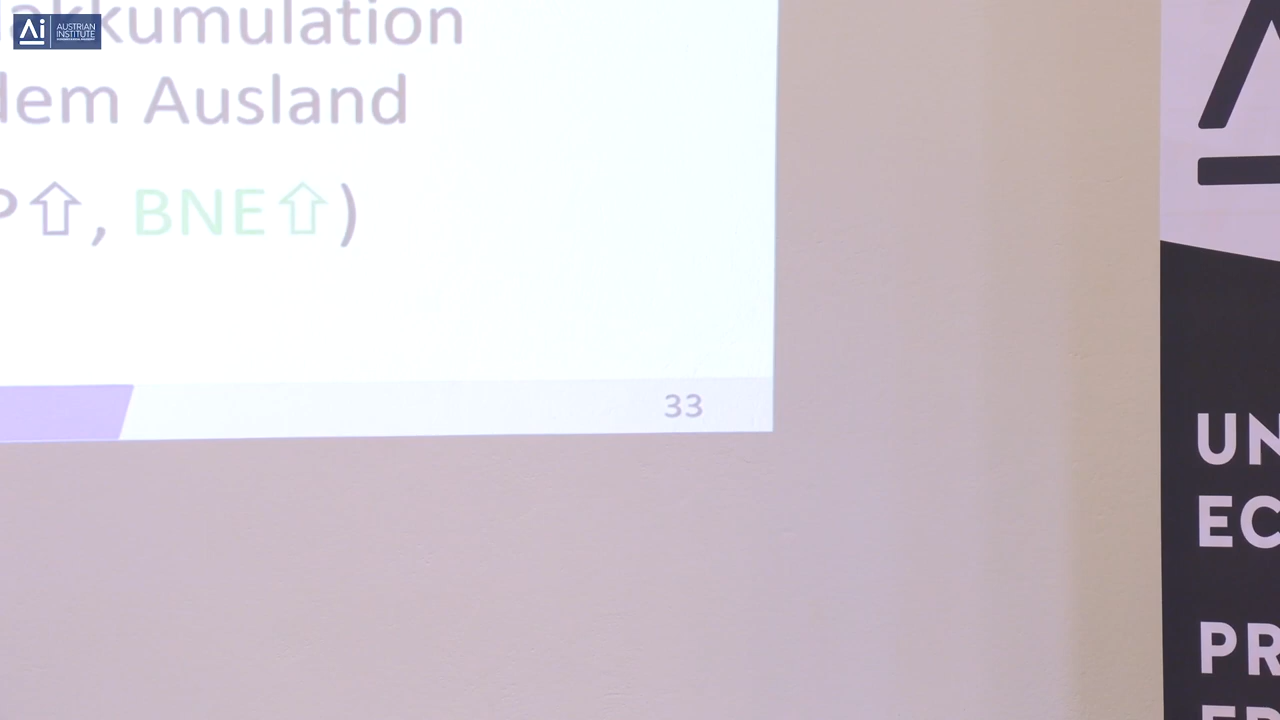 Ai AUSTRIAN
INSTITUTE
akkumulation
dem Ausland
P⇧, BNE⇧)
33
UN
EC
PR